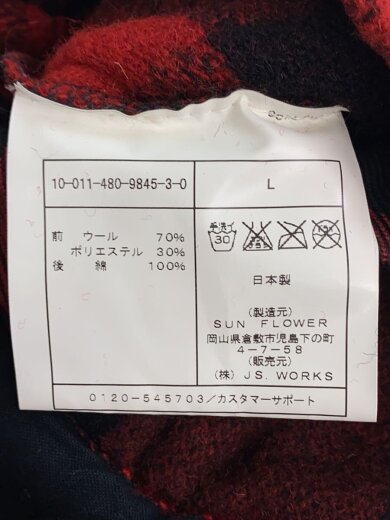 10-011-480-9845-3-0
L
前 ウール 70%
ポリエステル 30%
後 綿 100%
手洗イ
30
日本製
(製造元)
SUN FLOWER
岡山県倉敷市児島下の町
4-7-58
(販売元)
(株) JS. WORKS
0120-545703/カスタマーサポート